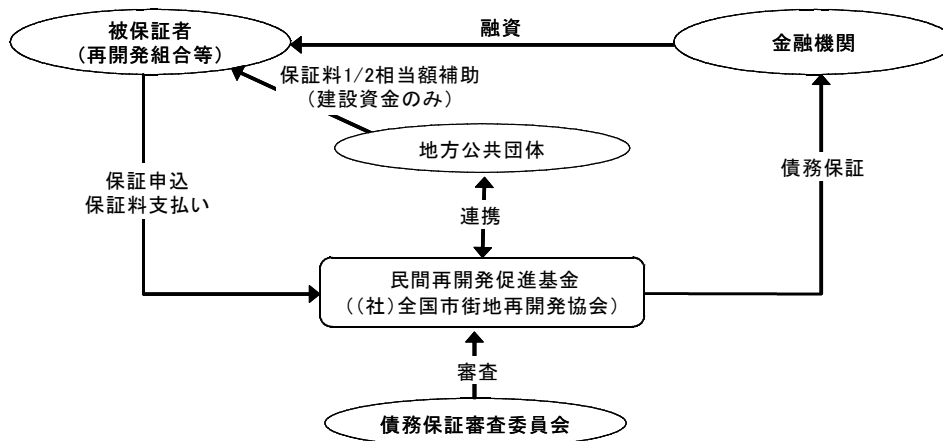 被保証者
（再開発組合等）
融資
金融機関
保証料1/2相当額補助
（建設資金のみ）
地方公共団体
保証申込
保証料支払い
債務保証
連携
民間再開発促進基金
（（社）全国市街地再開発協会）
審査
債務保証審査委員会